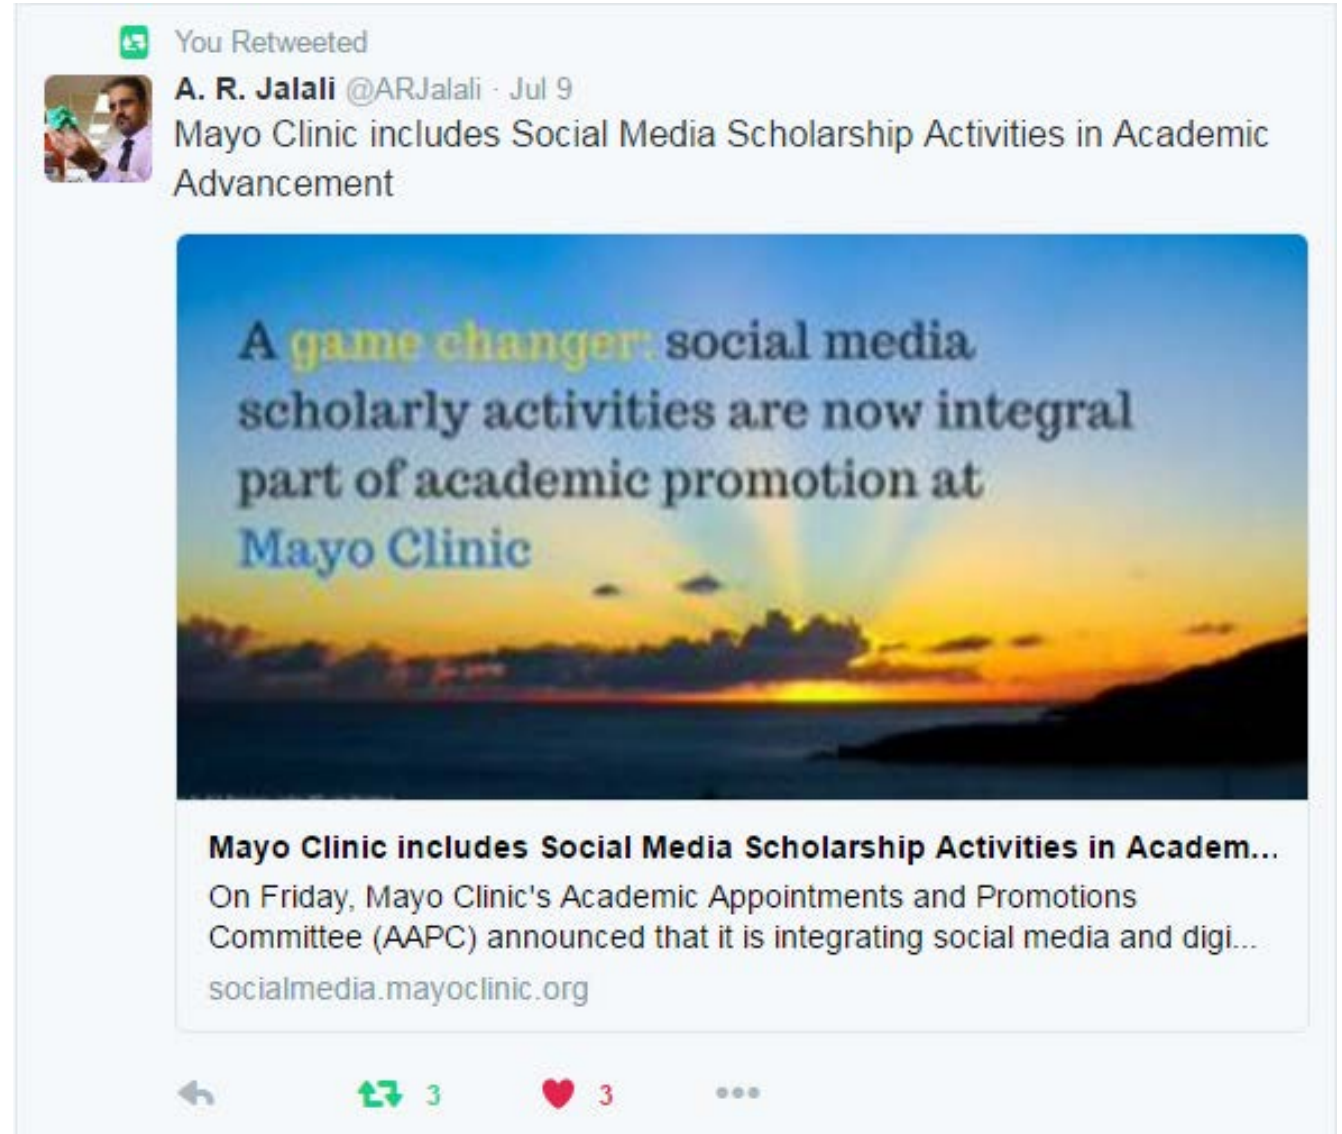 You Retweeted
A. R. Jalali @ARJalali · Jul 9
Mayo Clinic includes Social Media Scholarship Activities in Academic
Advancement
A game changer: social media
scholarly activities are now integral
part of academic promotion at
Mayo Clinic
Mayo Clinic includes Social Media Scholarship Activities in Academ...
On Friday, Mayo Clinic's Academic Appointments and Promotions
Committee (AAPC) announced that it is integrating social media and digi...
socialmedia.mayoclinic.org
3 3